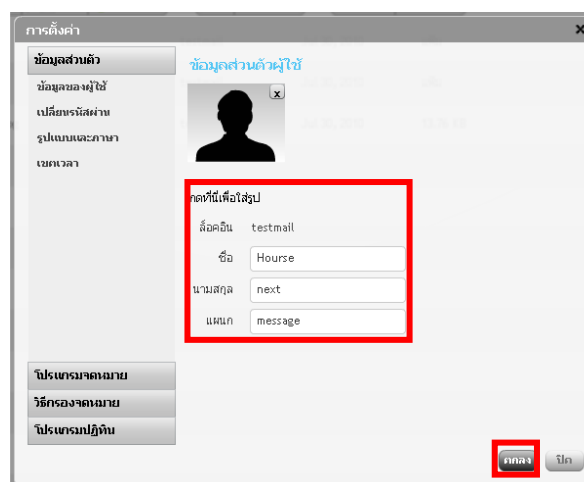 การตั้งค่า
x
ข้อมูลส่วนตัว
ข้อมูลของผู้ใช้
เปลี่ยนรหัสผ่าน
รูปแบบและภาษา
เขตเวลา
โปรแกรมจดหมาย
วิธีกรองจดหมาย
โปรแกรมปฏิทิน
ข้อมูลส่วนตัวผู้ใช้
x
กดที่นี่เพื่อใส่รูป
ล็อคอิน testmail
ชื่อ Hourse
นามสกุล next
แผนก message
ตกลง ปิด